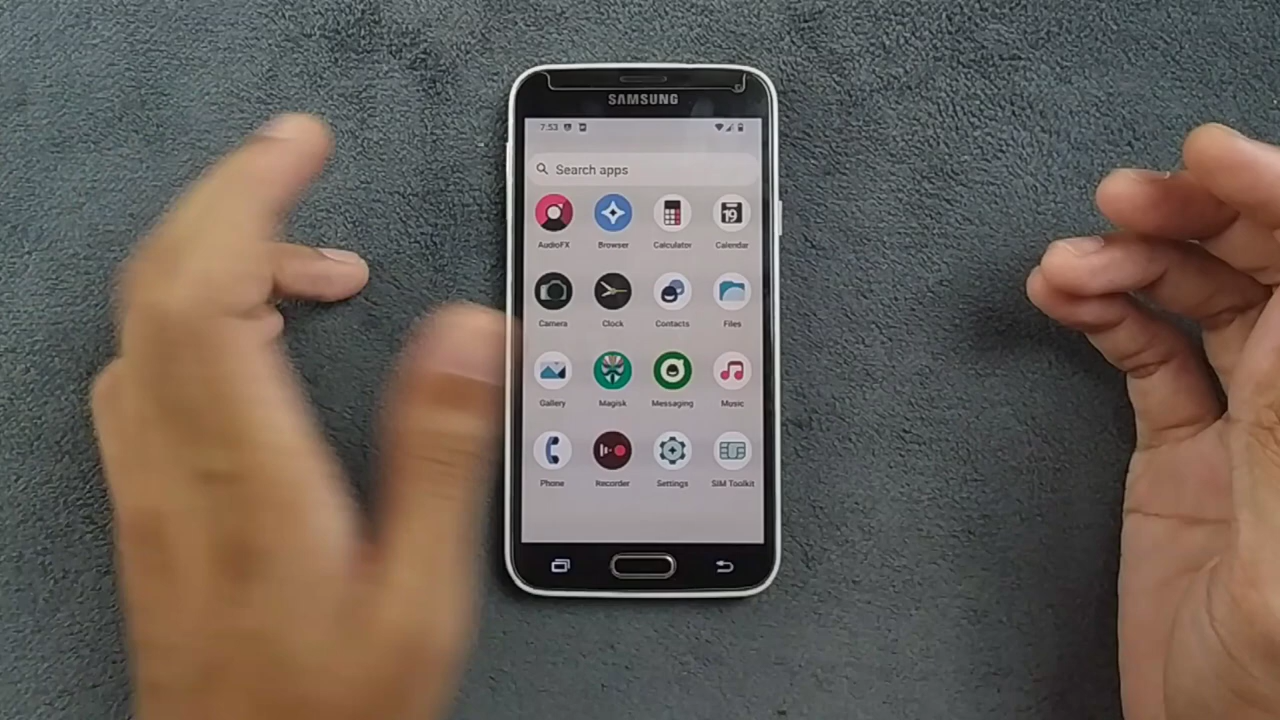 SAMSUNG
7:53
Search apps
AudioFX Browser Calculator Calendar
19
Camera Clock Contacts Files
Gallery Magisk Messaging Music
Phone Recorder Settings SIM Toolkit